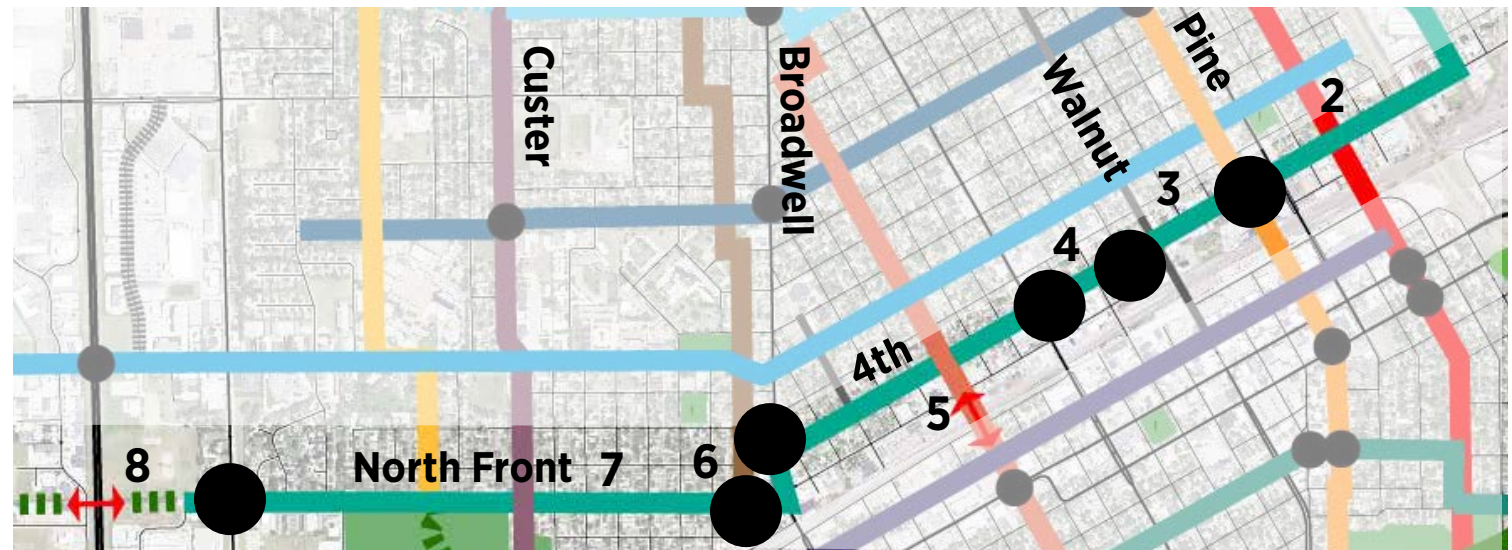 Custer
Broadwell
Walnut
Pine
2
3
4
4th
5
6
North Front 7
8